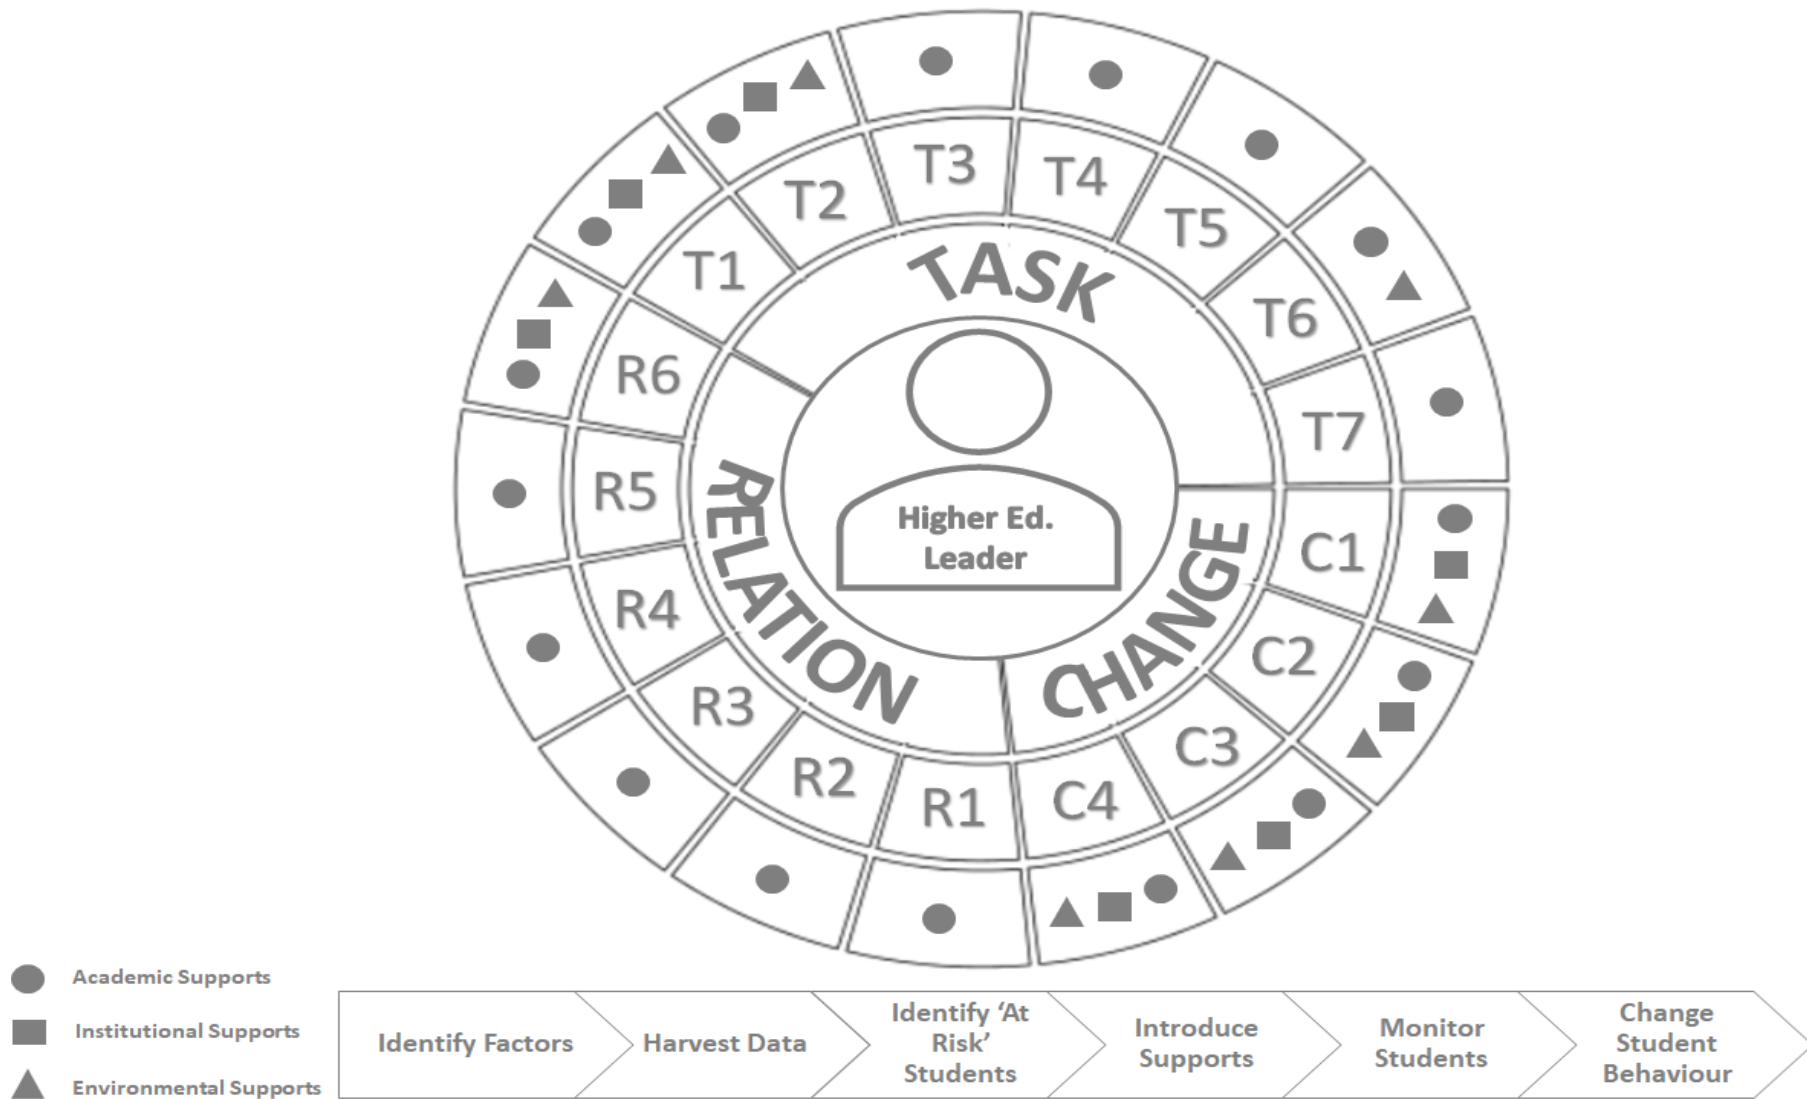 T1
T2
T3
T4
T5
T6
T7
C1
C2
C3
C4
R1
R2
R3
R4
R5
R6
TASK
CHANGE
RELATION
Higher Ed.
Leader
Academic Supports
Institutional Supports
Environmental Supports
Identify Factors
Harvest Data
Identify ‘At
Risk’
Students
Introduce
Supports
Monitor
Students
Change
Student
Behaviour